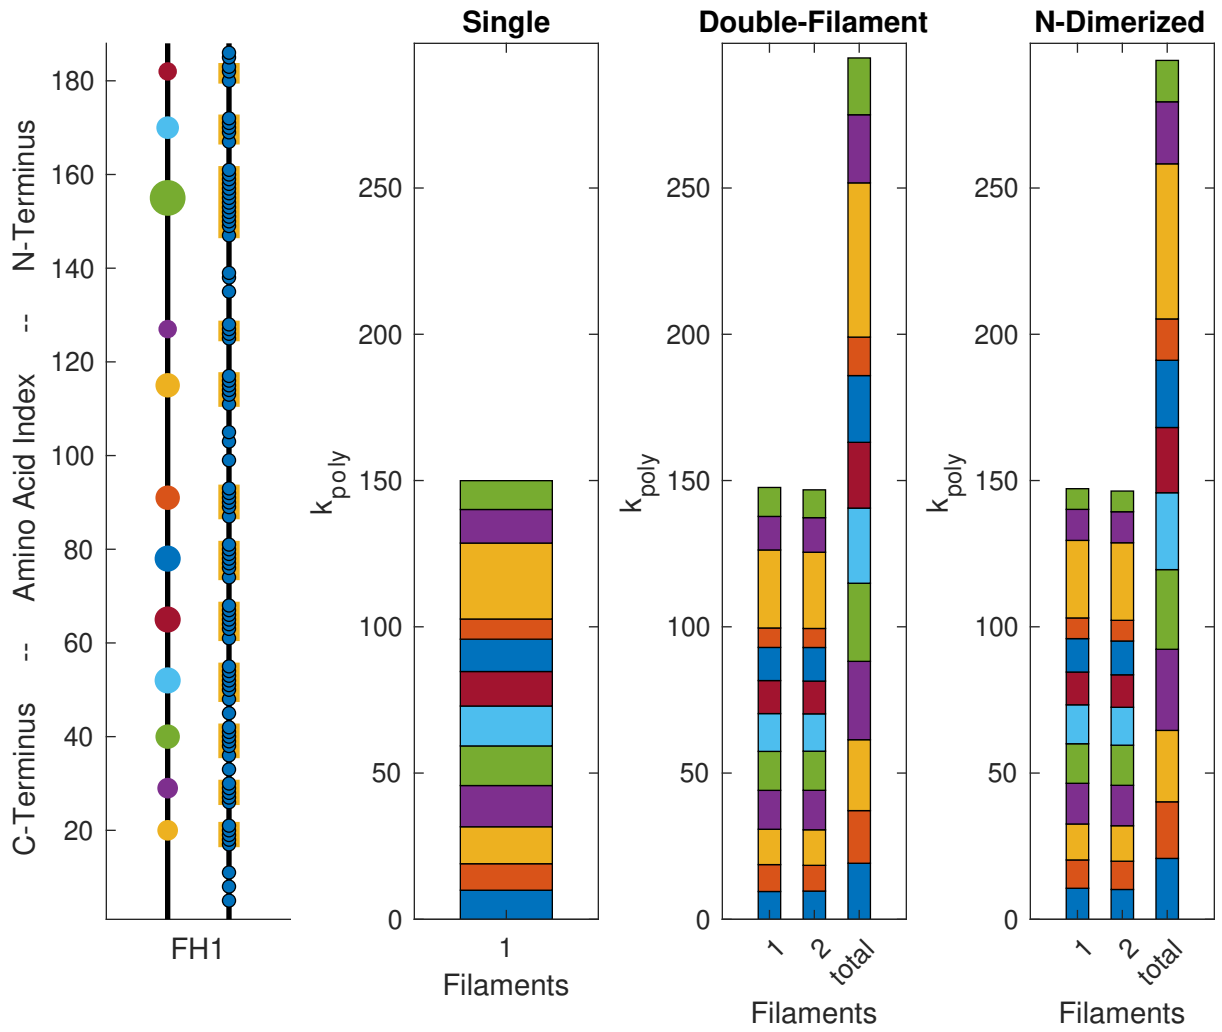 Single
Double-Filament
N-Dimerized
C-Terminus -- Amino Acid Index -- N-Terminus
180
160
140
120
100
80
60
40
20
FH1
k_poly
250
200
150
100
50
0
1
Filaments
k_poly
250
200
150
100
50
0
1
2
total
Filaments
k_poly
250
200
150
100
50
0
1
2
total
Filaments